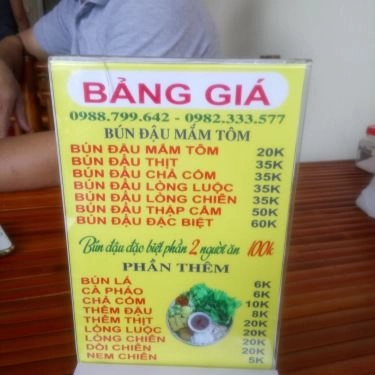 BẢNG GIÁ
0988.799.642 - 0982.333.577
BÚN ĐẬU MẮM TÔM
BÚN ĐẬU MẮM TÔM 20K
BÚN ĐẬU THỊT 35K
BÚN ĐẬU CHẢ CỐM 35K
BÚN ĐẬU LÒNG LUỘC 35K
BÚN ĐẬU LÒNG CHIÊN 35K
BÚN ĐẬU THẬP CẨM 50K
BÚN ĐẬU ĐẶC BIỆT 60K
Bún đậu đặc biệt phần 2 người ăn 100k
PHẦN THÊM
BÚN LÁ 6K
CÀ PHÁO 6K
CHẢ CỐM 10K
THÊM ĐẬU 8K
THÊM THỊT 20K
LÒNG LUỘC 20K
LÒNG CHIÊN 20K
DỒI CHIÊN 20K
NEM CHIÊN 5K